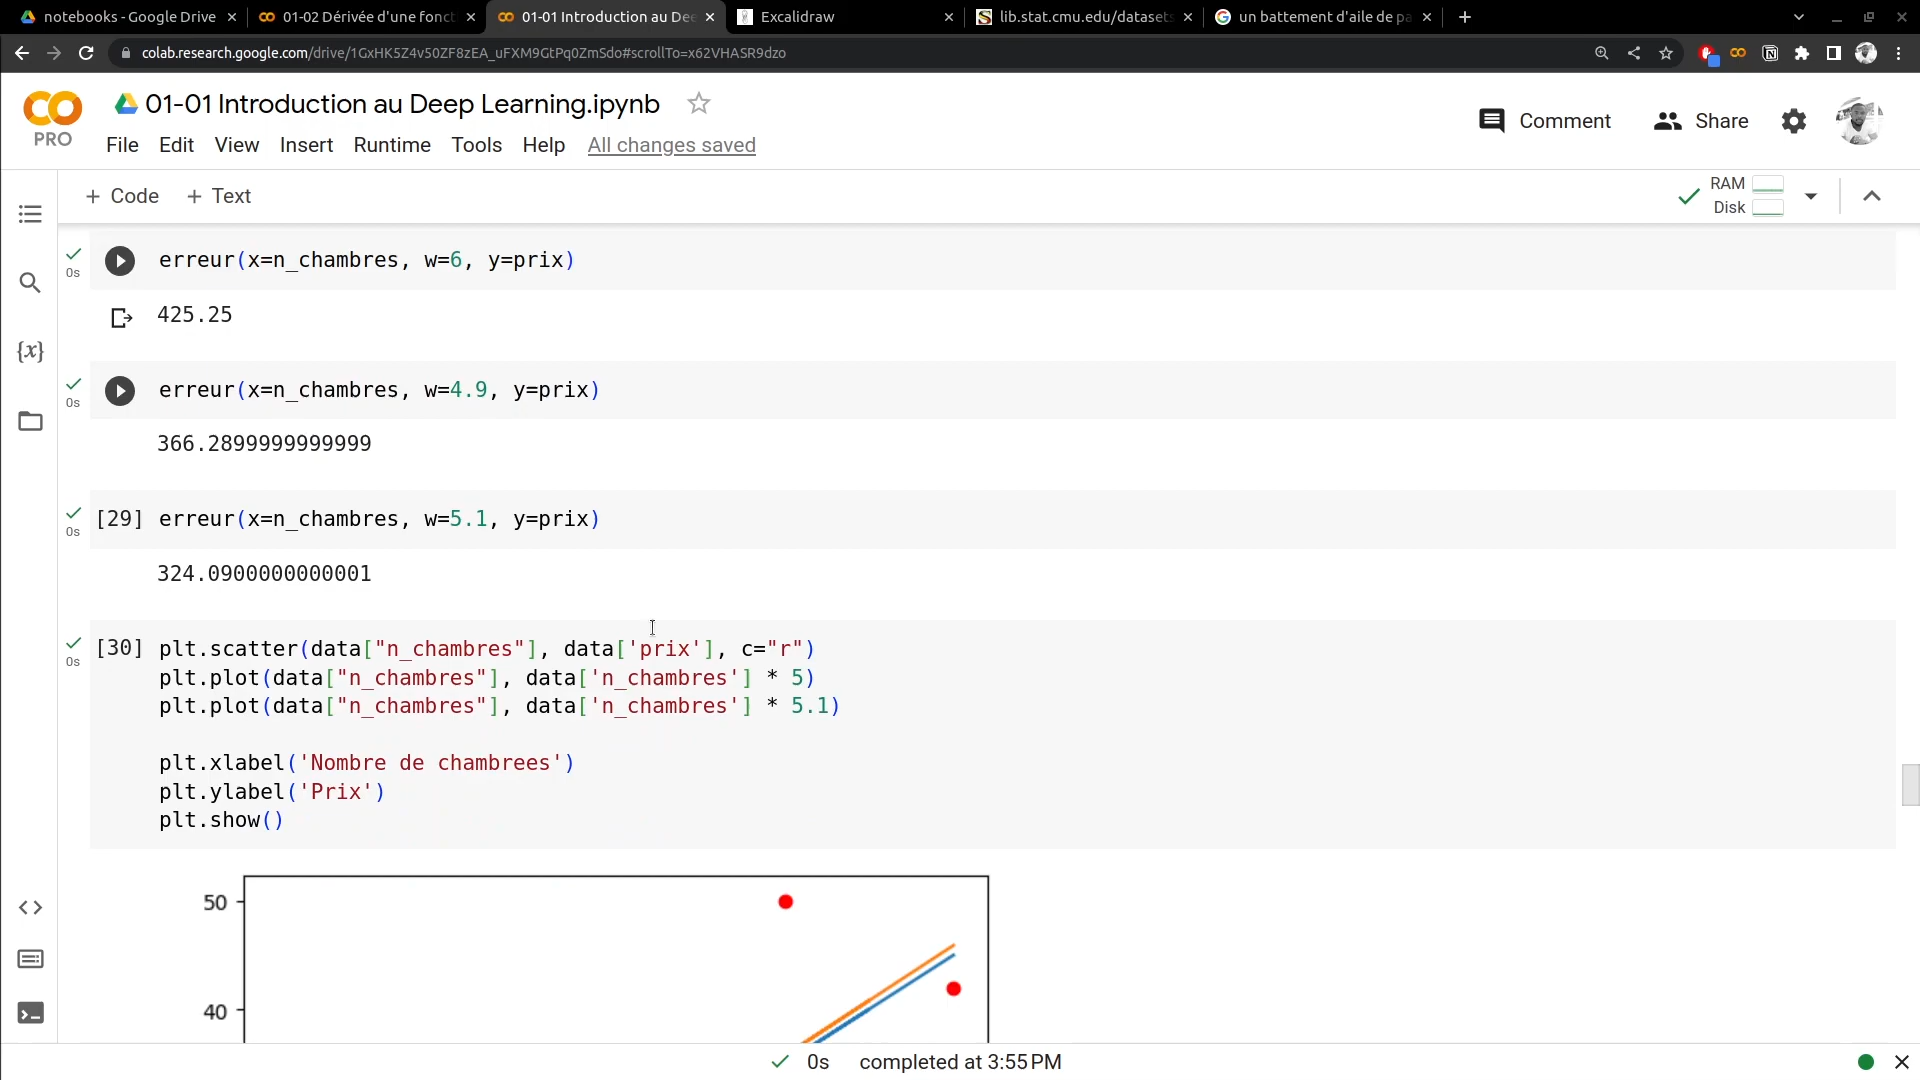 notebooks - Google Drive
01-02 Dérivée d'une fonct
01-01 Introduction au Dee
Excalidraw
lib.stat.cmu.edu/datasets
un battement d'aile de pa
colab.research.google.com/drive/1GxHK5Z4v50ZF8zEA_uFXM9GtPq0ZmSdo#scrollTo=x62VHASR9dzo
PRO
01-01 Introduction au Deep Learning.ipynb
File Edit View Insert Runtime Tools Help All changes saved
Comment
Share
+ Code + Text
RAM
Disk
0s
erreur(x=n_chambres, w=6, y=prix)
425.25
0s
erreur(x=n_chambres, w=4.9, y=prix)
366.2899999999999
0s
[29] erreur(x=n_chambres, w=5.1, y=prix)
324.0900000000001
0s
[30] plt.scatter(data["n_chambres"], data['prix'], c="r")
plt.plot(data["n_chambres"], data['n_chambres'] * 5)
plt.plot(data["n_chambres"], data['n_chambres'] * 5.1)
plt.xlabel('Nombre de chambrees')
plt.ylabel('Prix')
plt.show()
50
40
0s completed at 3:55 PM